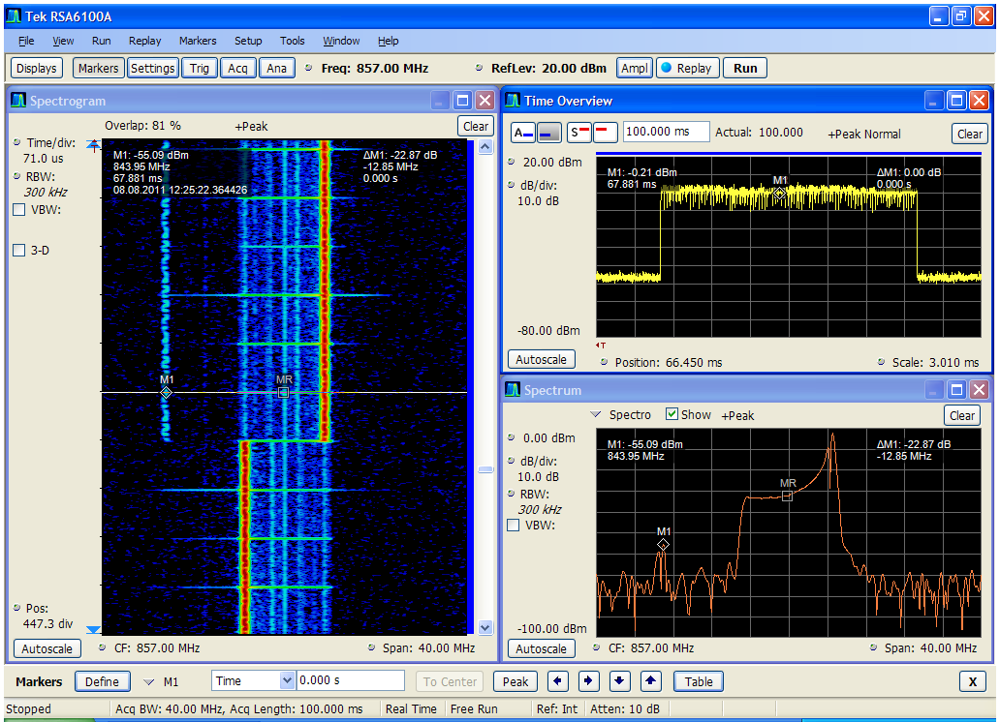 Tek RSA6100A
File View Run Replay Markers Setup Tools Window Help
Displays Markers Settings Trig Acq Ana Freq: 857.00 MHz RefLev: 20.00 dBm Ampl Replay Run
Spectrogram
Overlap: 81 %
+Peak
Clear
Time/div:
71.0 us
RBW:
300 kHz
VBW:
3-D
M1: -55.09 dBm
843.95 MHz
67.881 ms
08.08.2011 12:25:22.364426
ΔM1: -22.87 dB
-12.85 MHz
0.000 s
M1
MR
Pos:
447.3 div
Autoscale
CF: 857.00 MHz
Span: 40.00 MHz
Time Overview
A
S
100.000 ms
Actual: 100.000
+Peak Normal
Clear
20.00 dBm
dB/div:
10.0 dB
M1: -0.21 dBm
67.881 ms
ΔM1: 0.00 dB
0.000 s
M1
-80.00 dBm
T
Autoscale
Position: 66.450 ms
Scale: 3.010 ms
Spectrum
Spectro
Show
+Peak
Clear
0.00 dBm
dB/div:
10.0 dB
RBW:
300 kHz
VBW:
M1: -55.09 dBm
843.95 MHz
ΔM1: -22.87 dB
-12.85 MHz
MR
M1
-100.00 dBm
Autoscale
CF: 857.00 MHz
Span: 40.00 MHz
Markers Define M1 Time 0.000 s To Center Peak Table X
Stopped Acq BW: 40.00 MHz, Acq Length: 100.000 ms Real Time Free Run Ref: Int Atten: 10 dB